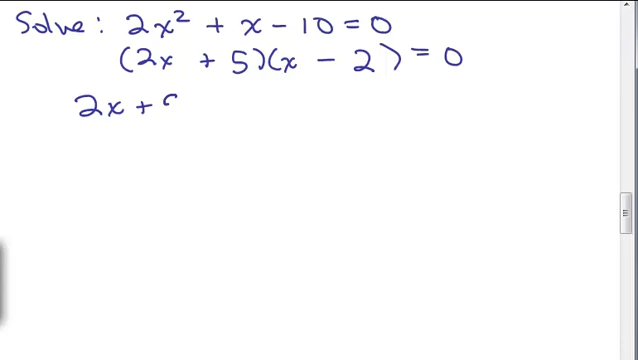 Solve: 2x² + x - 10 = 0
(2x + 5)(x - 2) = 0
2x +